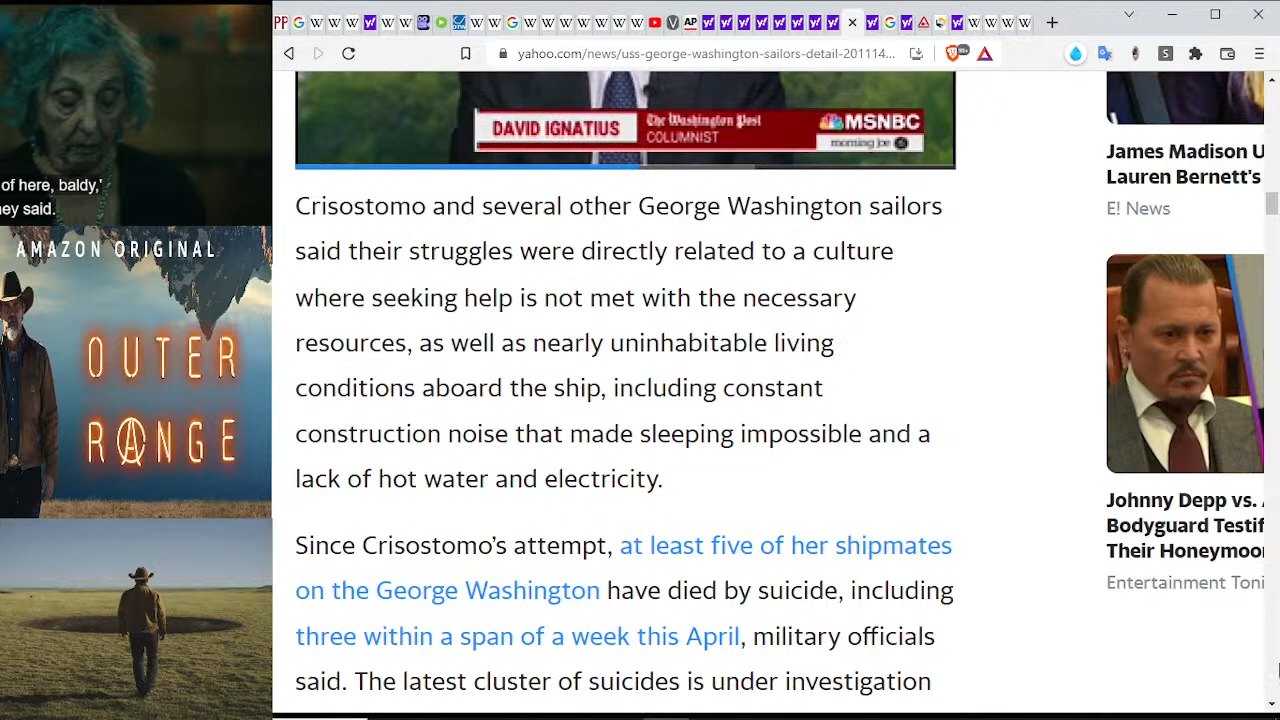 of here, baldy,'
ney said.
AMAZON ORIGINAL
OUTER
RANGE
yahoo.com/news/uss-george-washington-sailors-detail-201114...
99+
DAVID IGNATIUS
The Washington Post
COLUMNIST
MSNBC
morning joe
Crisostomo and several other George Washington sailors
said their struggles were directly related to a culture
where seeking help is not met with the necessary
resources, as well as nearly uninhabitable living
conditions aboard the ship, including constant
construction noise that made sleeping impossible and a
lack of hot water and electricity.
Since Crisostomo’s attempt, at least five of her shipmates
on the George Washington have died by suicide, including
three within a span of a week this April, military officials
said. The latest cluster of suicides is under investigation
James Madison U
Lauren Bernett's
E! News
Johnny Depp vs. A
Bodyguard Testif
Their Honeymoo
Entertainment Toni